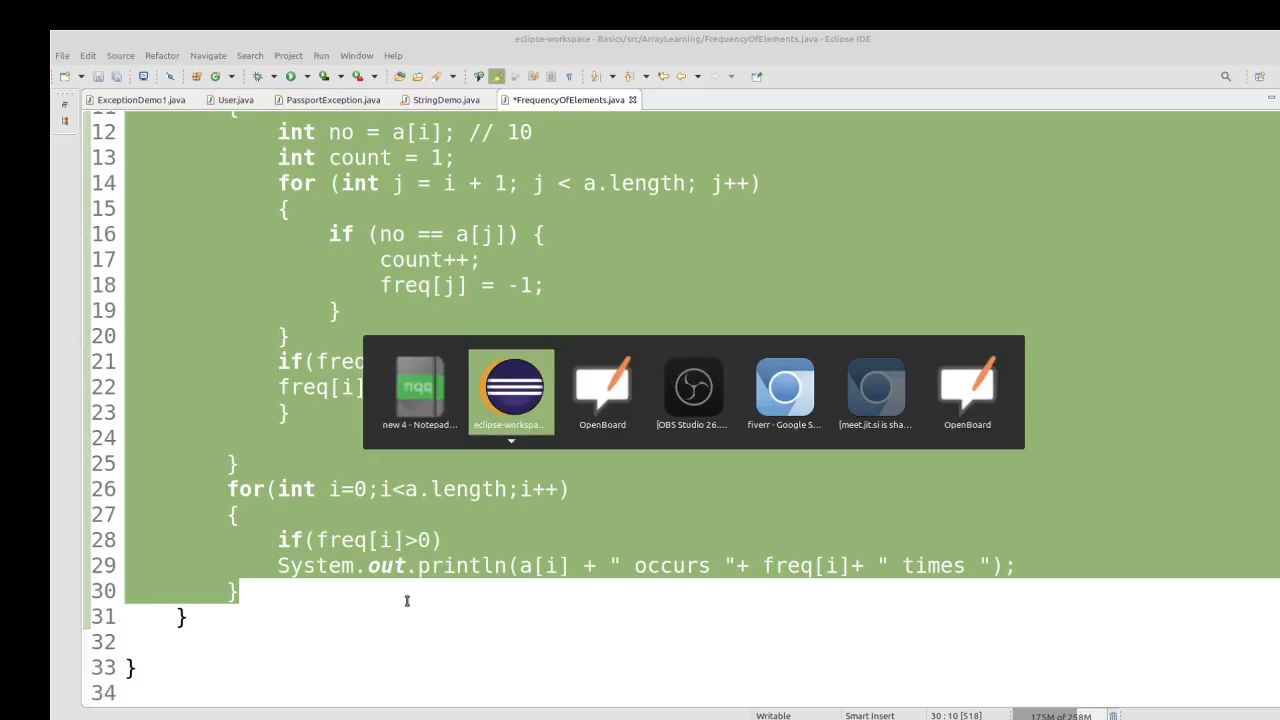 eclipse-workspace - Basics/src/ArrayLearning/FrequencyOfElements.java - Eclipse IDE
File Edit Source Refactor Navigate Search Project Run Window Help
ExceptionDemo1.java User.java PassportException.java StringDemo.java *FrequencyOfElements.java
12 int no = a[i]; // 10
13 int count = 1;
14 for (int j = i + 1; j < a.length; j++)
15 {
16 if (no == a[j]) {
17 count++;
18 freq[j] = -1;
19 }
20 }
21 if(freq
22 freq[i]
23 }
24
25 }
26 for(int i=0;i<a.length;i++)
27 {
28 if(freq[i]>0)
29 System.out.println(a[i] + " occurs "+ freq[i]+ " times ");
30 }
31 }
32
33 }
34
nqq
new 4 - Notepad... eclipse-workspa... OpenBoard [OBS Studio 26.... fiverr - Google S... [meet.jit.si is sha... OpenBoard
Writable Smart Insert 30 : 10 [518] 175M of 258M